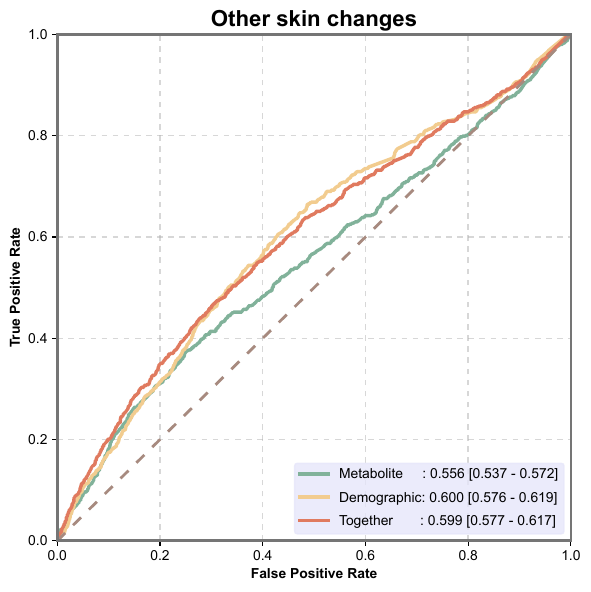 Other skin changes
True Positive Rate
1.0
0.8
0.6
0.4
0.2
0.0
0.0 0.2 0.4 0.6 0.8 1.0
False Positive Rate
Metabolite : 0.556 [0.537 - 0.572]
Demographic: 0.600 [0.576 - 0.619]
Together : 0.599 [0.577 - 0.617]